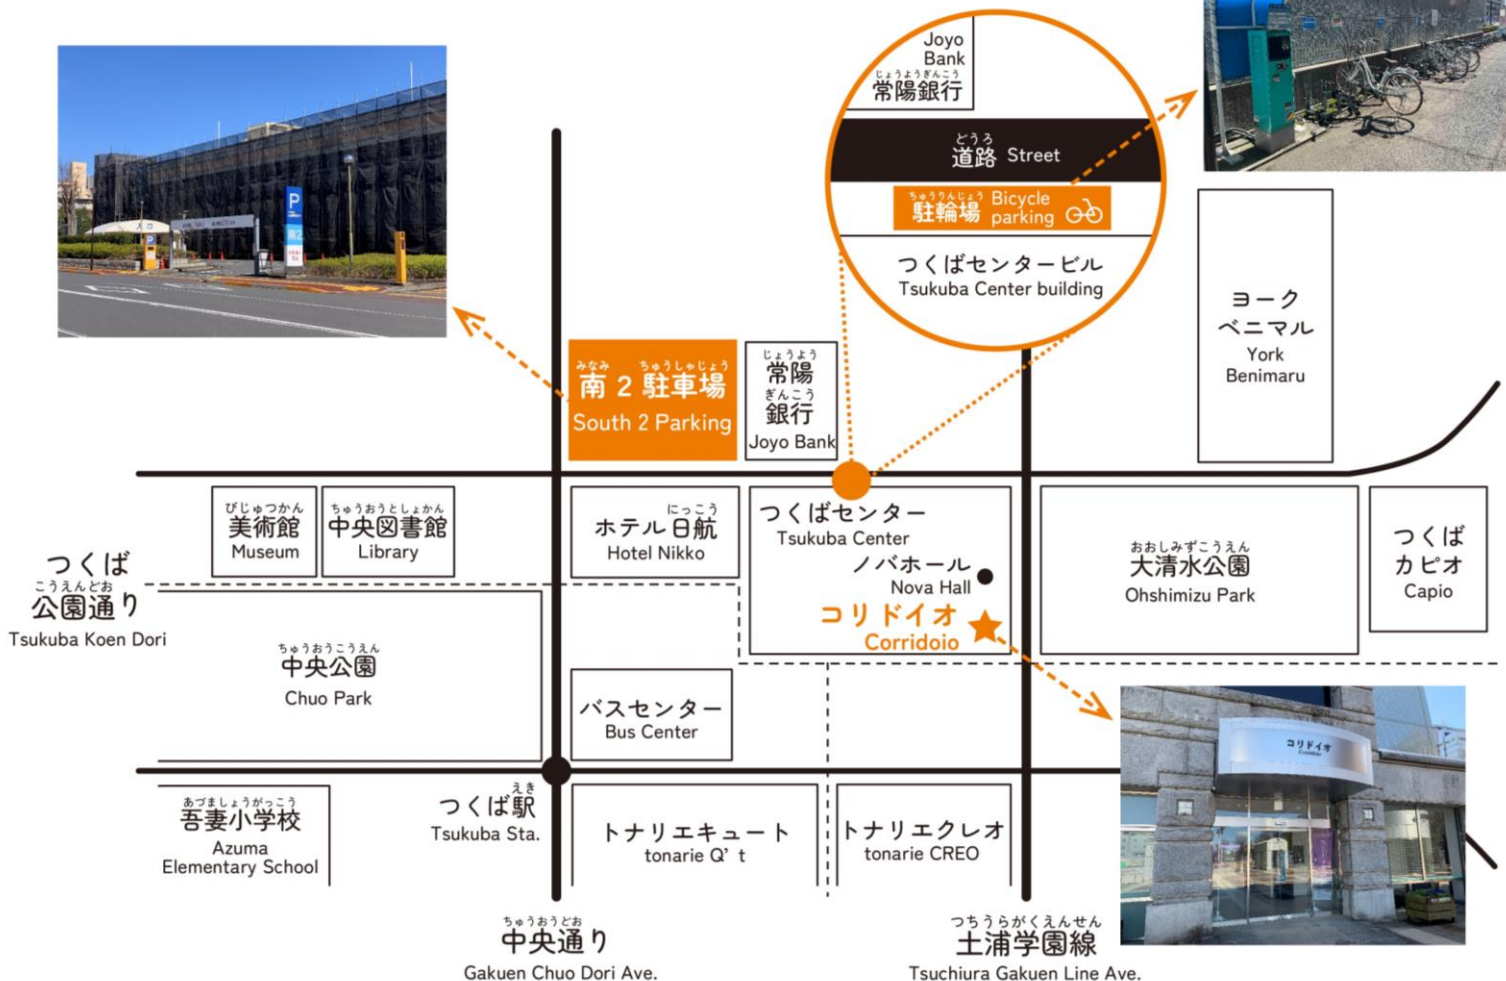 Joyo
Bank
じょうようぎんこう
常陽銀行
どうろ
道路 Street
ちゅうりんじょう
駐輪場 Bicycle
parking
つくばセンタービル
Tsukuba Center building
P
南2
みなみ ちゅうしゃじょう
南 2 駐車場
South 2 Parking
じょうよう
常陽
ぎんこう
銀行
Joyo Bank
ヨーク
ベニマル
York
Benimaru
びじゅつかん
美術館
Museum
ちゅうおうとしょかん
中央図書館
Library
にっこう
ホテル日航
Hotel Nikko
つくばセンター
Tsukuba Center
ノバホール
Nova Hall
コリドイオ
Corridoio
おおしみずこうえん
大清水公園
Ohshimizu Park
つくば
カピオ
Capio
つくば
こうえんどお
公園通り
Tsukuba Koen Dori
ちゅうおうこうえん
中央公園
Chuo Park
バスセンター
Bus Center
コリドイオ
Corridoio
あづましょうがっこう
吾妻小学校
Azuma
Elementary School
えき
つくば駅
Tsukuba Sta.
トナリエキュート
tonarie Q’t
トナリエクレオ
tonarie CREO
ちゅうおうどお
中央通り
Gakuen Chuo Dori Ave.
つちうらがくえんせん
土浦学園線
Tsuchiura Gakuen Line Ave.